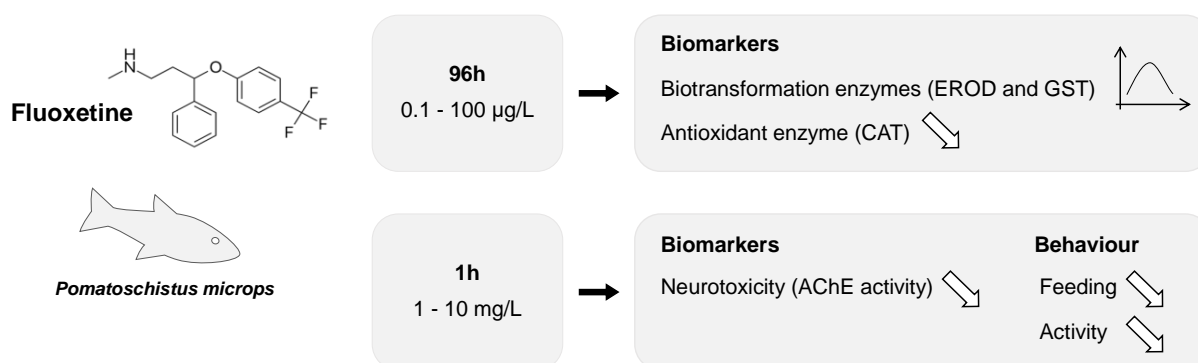 Fluoxetine
H
N
O
F
F
F
Pomatoschistus microps
96h
0.1 - 100 µg/L
Biomarkers
Biotransformation enzymes (EROD and GST)
Antioxidant enzyme (CAT)
1h
1 - 10 mg/L
Biomarkers
Neurotoxicity (AChE activity)
Behaviour
Feeding
Activity